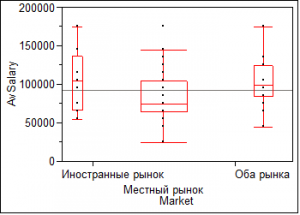 200000
150000
AvSalary
100000
50000
0
Иностранные рынок
Оба рынка
Местный рынок
Market